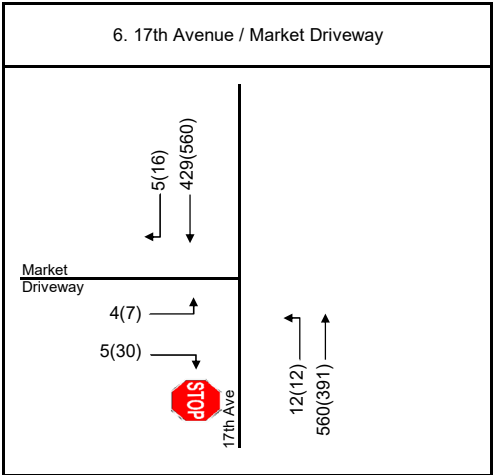 6. 17th Avenue / Market Driveway
5(16)
429(560)
Market
Driveway
4(7)
5(30)
STOP
17th Ave
12(12)
560(391)